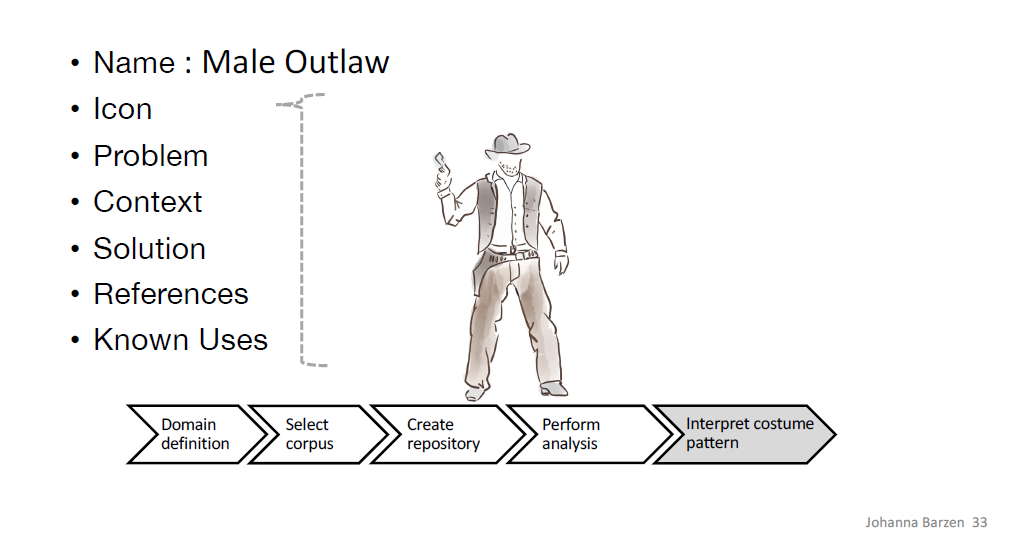 • Name : Male Outlaw
• Icon
• Problem
• Context
• Solution
• References
• Known Uses
Domain
definition
Select
corpus
Create
repository
Perform
analysis
Interpret costume
pattern
Johanna Barzen 33